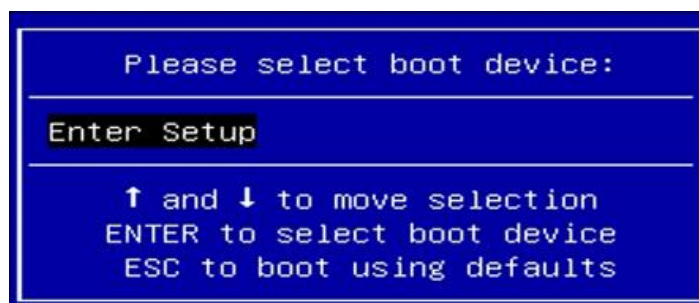 Please select boot device:
Enter Setup
↑ and ↓ to move selection
ENTER to select boot device
ESC to boot using defaults